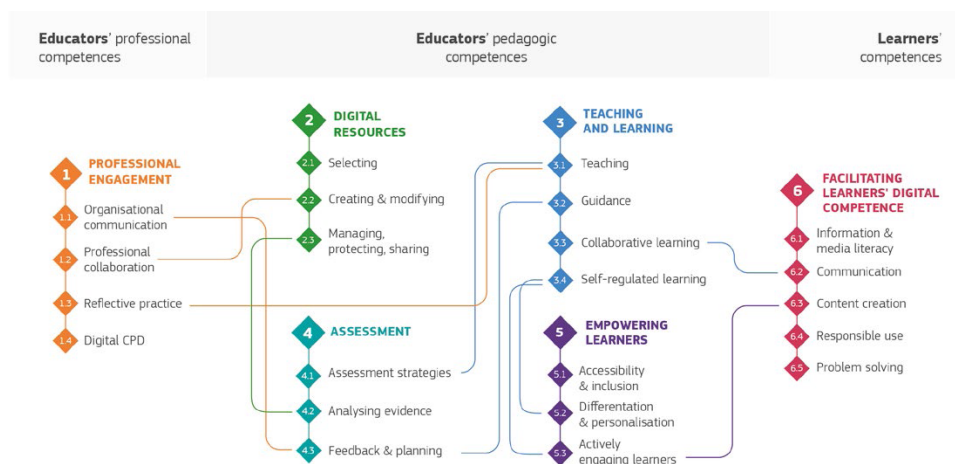 Educators' professional
competences
Educators' pedagogic
competences
Learners'
competences
1
PROFESSIONAL
ENGAGEMENT
1.1
Organisational
communication
1.2
Professional
collaboration
1.3
Reflective practice
1.4
Digital CPD
2
DIGITAL
RESOURCES
2.1
Selecting
2.2
Creating & modifying
2.3
Managing,
protecting, sharing
3
TEACHING
AND LEARNING
3.1
Teaching
3.2
Guidance
3.3
Collaborative learning
3.4
Self-regulated learning
4
ASSESSMENT
4.1
Assessment strategies
4.2
Analysing evidence
4.3
Feedback & planning
5
EMPOWERING
LEARNERS
5.1
Accessibility
& inclusion
5.2
Differentation
& personalisation
5.3
Actively
engaging learners
6
FACILITATING
LEARNERS' DIGITAL
COMPETENCE
6.1
Information &
media literacy
6.2
Communication
6.3
Content creation
6.4
Responsible use
6.5
Problem solving